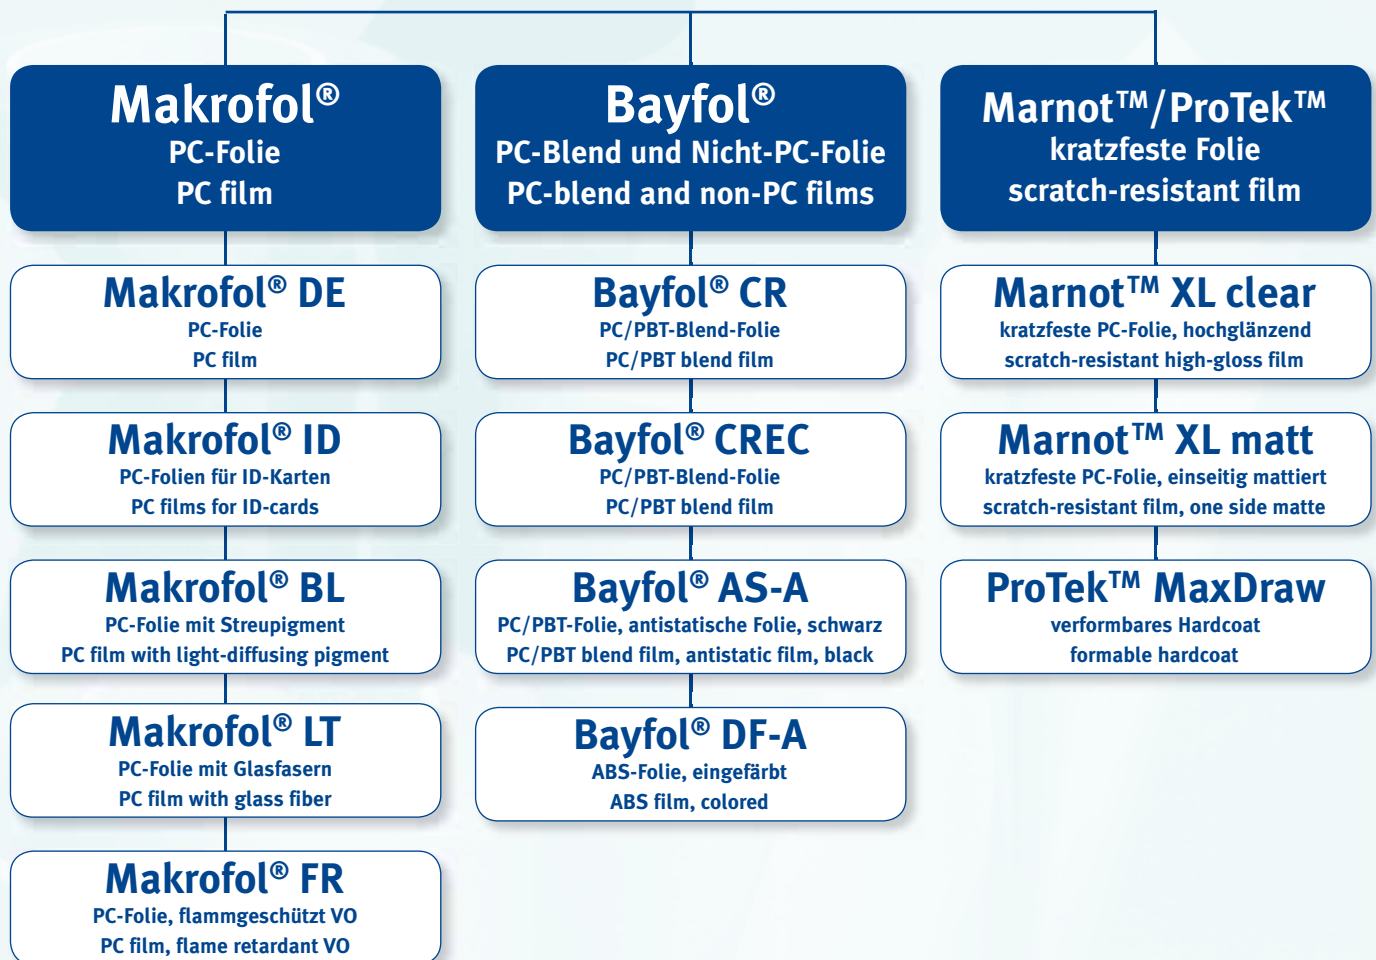 Makrofol®
PC-Folie
PC film
Makrofol® DE
PC-Folie
PC film
Makrofol® ID
PC-Folien für ID-Karten
PC films for ID-cards
Makrofol® BL
PC-Folie mit Streupigment
PC film with light-diffusing pigment
Makrofol® LT
PC-Folie mit Glasfasern
PC film with glass fiber
Makrofol® FR
PC-Folie, flammgeschützt VO
PC film, flame retardant VO
Bayfol®
PC-Blend und Nicht-PC-Folie
PC-blend and non-PC films
Bayfol® CR
PC/PBT-Blend-Folie
PC/PBT blend film
Bayfol® CREC
PC/PBT-Blend-Folie
PC/PBT blend film
Bayfol® AS-A
PC/PBT-Folie, antistatische Folie, schwarz
PC/PBT blend film, antistatic film, black
Bayfol® DF-A
ABS-Folie, eingefärbt
ABS film, colored
Marnot™/ProTek™
kratzfeste Folie
scratch-resistant film
Marnot™ XL clear
kratzfeste PC-Folie, hochglänzend
scratch-resistant high-gloss film
Marnot™ XL matt
kratzfeste PC-Folie, einseitig mattiert
scratch-resistant film, one side matte
ProTek™ MaxDraw
verformbares Hardcoat
formable hardcoat